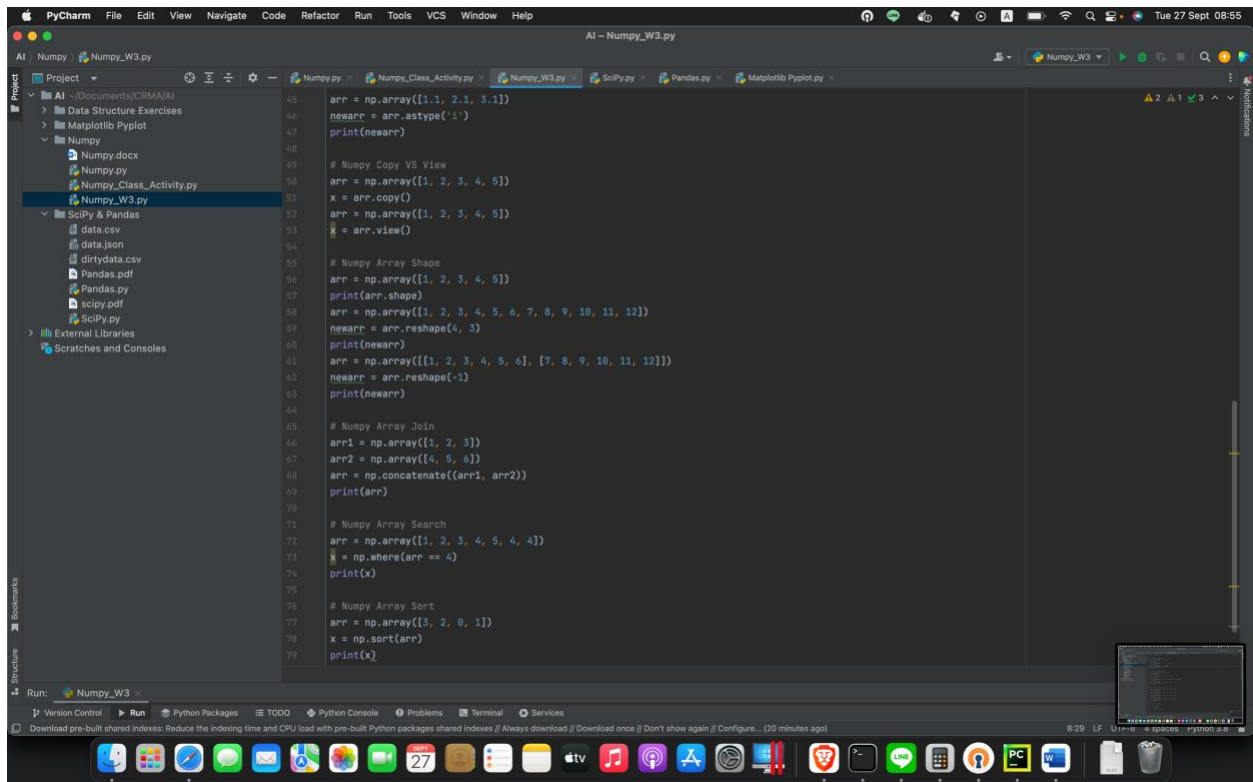 PyCharm File Edit View Navigate Code Refactor Run Tools VCS Window Help
Tue 27 Sept 08:55
AI – Numpy_W3.py
AI Numpy Numpy_W3.py
Numpy_W3
Project
Numpy.py Numpy_Class_Activity.py Numpy_W3.py SciPy.py Pandas.py Matplotlib Pyplot.py
Project
AI ~/Documents/CRMA/AI
Data Structure Exercises
Matplotlib Pyplot
Numpy
Numpy.docx
Numpy.py
Numpy_Class_Activity.py
Numpy_W3.py
SciPy & Pandas
data.csv
data.json
dirtydata.csv
Pandas.pdf
Pandas.py
scipy.pdf
SciPy.py
External Libraries
Scratches and Consoles
2 1 3
Notifications
45 arr = np.array([1.1, 2.1, 3.1])
46 newarr = arr.astype('i')
47 print(newarr)
48
49 # Numpy Copy VS View
50 arr = np.array([1, 2, 3, 4, 5])
51 x = arr.copy()
52 arr = np.array([1, 2, 3, 4, 5])
53 x = arr.view()
54
55 # Numpy Array Shape
56 arr = np.array([1, 2, 3, 4, 5])
57 print(arr.shape)
58 arr = np.array([1, 2, 3, 4, 5, 6, 7, 8, 9, 10, 11, 12])
59 newarr = arr.reshape(4, 3)
60 print(newarr)
61 arr = np.array([[1, 2, 3, 4, 5, 6], [7, 8, 9, 10, 11, 12]])
62 newarr = arr.reshape(-1)
63 print(newarr)
64
65 # Numpy Array Join
66 arr1 = np.array([1, 2, 3])
67 arr2 = np.array([4, 5, 6])
68 arr = np.concatenate((arr1, arr2))
69 print(arr)
70
71 # Numpy Array Search
72 arr = np.array([1, 2, 3, 4, 5, 4, 4])
73 x = np.where(arr == 4)
74 print(x)
75
76 # Numpy Array Sort
77 arr = np.array([3, 2, 0, 1])
78 x = np.sort(arr)
79 print(x)
Bookmarks
Structure
Run: Numpy_W3
Version Control Run Python Packages TODO Python Console Problems Terminal Services
Download pre-built shared indexes: Reduce the indexing time and CPU load with pre-built Python packages shared indexes // Always download // Download once // Don't show again // Configure... (20 minutes ago)
8:29 LF UTF-8 4 spaces Python 3.8
SEPT
27
tv
LINE
PC